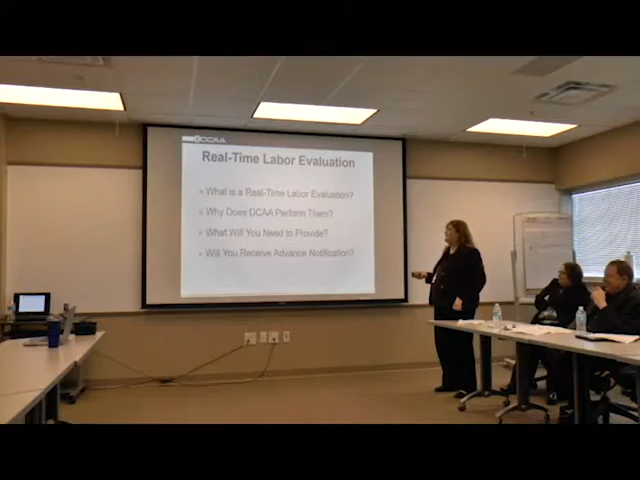 DCAA
Real-Time Labor Evaluation
What is a Real-Time Labor Evaluation?
Why Does DCAA Perform Them?
What Will You Need to Provide?
Will You Receive Advance Notification?